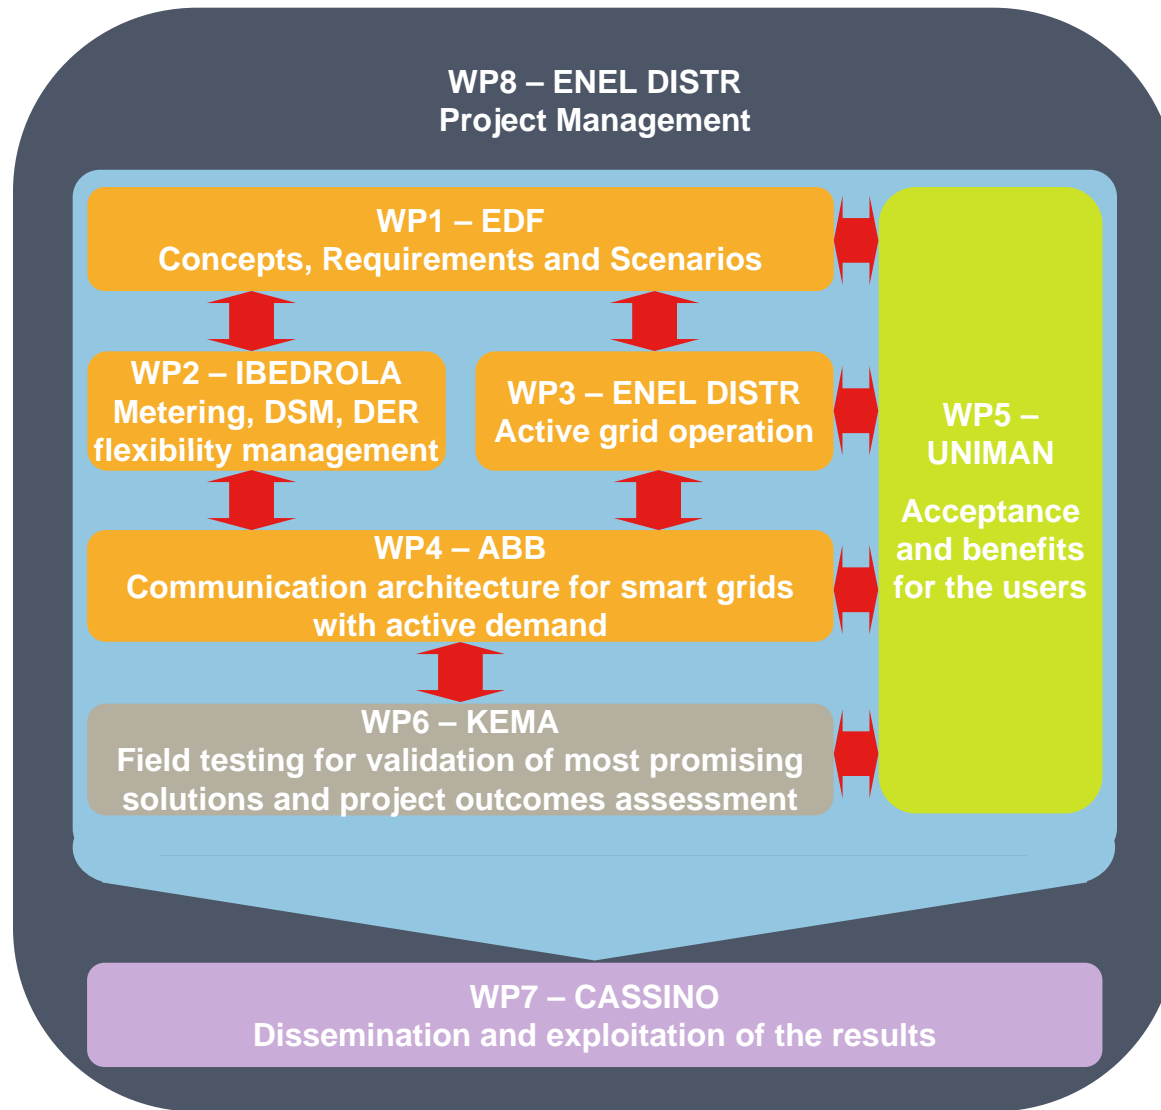 WP8 – ENEL DISTR
Project Management
WP1 – EDF
Concepts, Requirements and Scenarios
WP2 – IBEDROLA
Metering, DSM, DER
flexibility management
WP3 – ENEL DISTR
Active grid operation
WP5 –
UNIMAN
Acceptance
and benefits
for the users
WP4 – ABB
Communication architecture for smart grids
with active demand
WP6 – KEMA
Field testing for validation of most promising
solutions and project outcomes assessment
WP7 – CASSINO
Dissemination and exploitation of the results